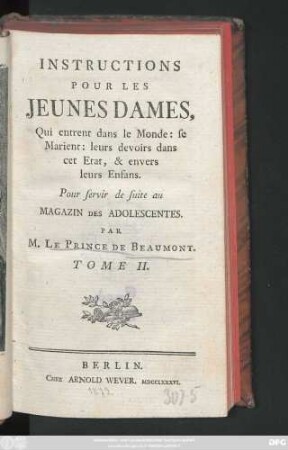 INSTRUCTIONS
POUR LES
JEUNES DAMES,
Qui entrent dans le Monde: se
Marient: leurs devoirs dans
cet Etat, & envers
leurs Enfans.
Pour servir de suite au
MAGAZIN DES ADOLESCENTES.
PAR
M. LE PRINCE DE BEAUMONT.
TOME II.
BERLIN.
CHEZ ARNOLD WEVER. MDCCLXXXVI.
3075